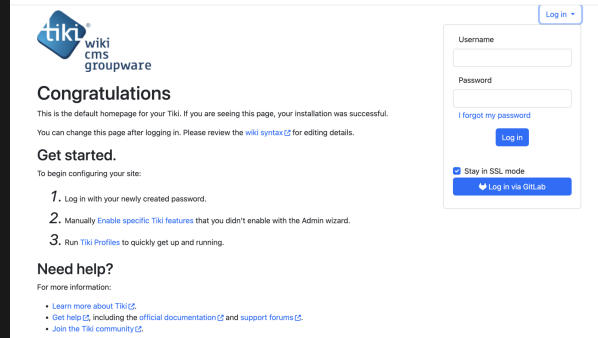 Log in
tiki
wiki
cms
groupware
Username
Password
I forgot my password
Log in
Stay in SSL mode
Log in via GitLab
Congratulations
This is the default homepage for your Tiki. If you are seeing this page, your installation was successful.
You can change this page after logging in. Please review the wiki syntax for editing details.
Get started.
To begin configuring your site:
1. Log in with your newly created password.
2. Manually Enable specific Tiki features that you didn't enable with the Admin wizard.
3. Run Tiki Profiles to quickly get up and running.
Need help?
For more information:
• Learn more about Tiki.
• Get help, including the official documentation and support forums.
• Join the Tiki community.